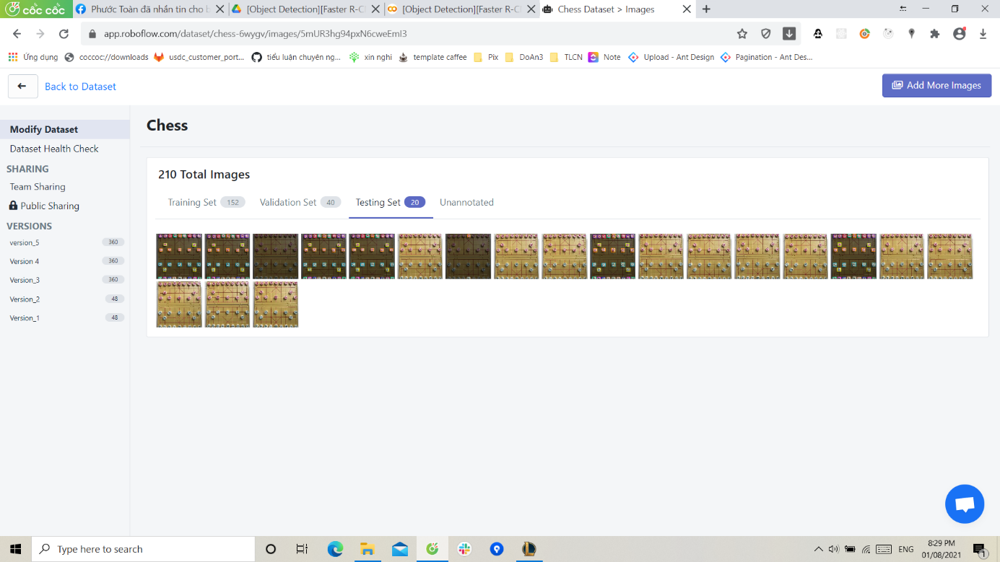 cốc cốc
Phước Toàn đã nhắn tin cho b
[Object Detection][Faster R-C
[Object Detection][Faster R-C
Chess Dataset > Images
app.roboflow.com/dataset/chess-6wygv/images/5mUR3hg94pxN6cweEmI3
Ứng dụng
coccoc://downloads
usdc_customer_port...
tiểu luận chuyên ng...
xin nghi
template caffee
Pix
DoAn3
TLCN
Note
Upload - Ant Design
Pagination - Ant Des...
Back to Dataset
Add More Images
Modify Dataset
Dataset Health Check
SHARING
Team Sharing
Public Sharing
VERSIONS
version_5 360
Version 4 360
Version_3 360
Version_2 48
Version_1 48
Chess
210 Total Images
Training Set 152
Validation Set 40
Testing Set 20
Unannotated
Type here to search
ENG
8:29 PM
01/08/2021
1